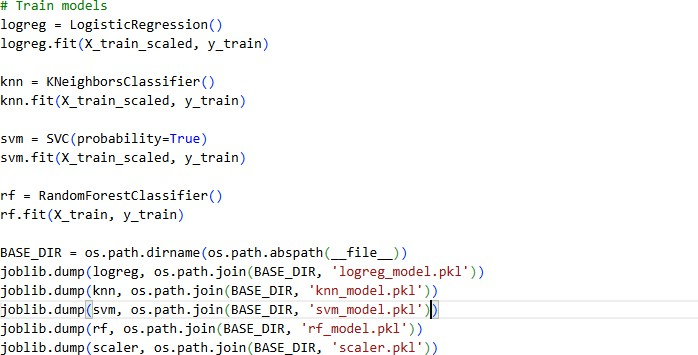 # Train models
logreg = LogisticRegression()
logreg.fit(X_train_scaled, y_train)
knn = KNeighborsClassifier()
knn.fit(X_train_scaled, y_train)
svm = SVC(probability=True)
svm.fit(X_train_scaled, y_train)
rf = RandomForestClassifier()
rf.fit(X_train, y_train)
BASE_DIR = os.path.dirname(os.path.abspath(__file__))
joblib.dump(logreg, os.path.join(BASE_DIR, 'logreg_model.pkl'))
joblib.dump(knn, os.path.join(BASE_DIR, 'knn_model.pkl'))
joblib.dump(svm, os.path.join(BASE_DIR, 'svm_model.pkl'))
joblib.dump(rf, os.path.join(BASE_DIR, 'rf_model.pkl'))
joblib.dump(scaler, os.path.join(BASE_DIR, 'scaler.pkl'))